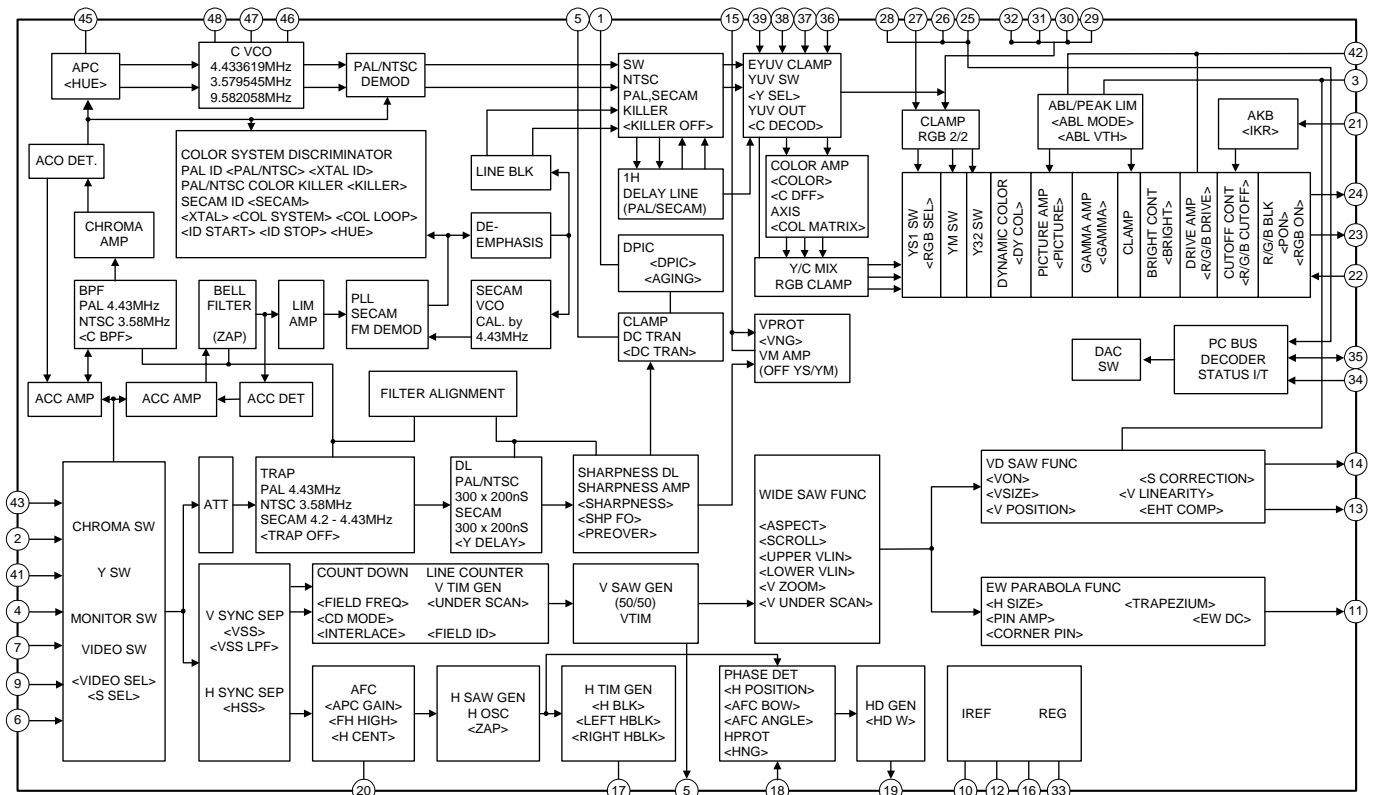 45
48
47
46
5
1
15
39
38
37
36
28
27
26
25
32
31
30
29
APC
<HUE>
C VCO
4.433619MHz
3.579545MHz
9.582058MHz
PAL/NTSC
DEMOD
SW
NTSC
PAL,SECAM
KILLER
<KILLER OFF>
EYUV CLAMP
YUV SW
<Y SEL>
YUV OUT
<C DECOD>
CLAMP
RGB 2/2
ABL/PEAK LIM
<ABL MODE>
<ABL VTH>
AKB
<IKR>
42
3
21
ACO DET.
COLOR SYSTEM DISCRIMINATOR
PAL ID <PAL/NTSC> <XTAL ID>
PAL/NTSC COLOR KILLER <KILLER>
SECAM ID <SECAM>
<XTAL> <COL SYSTEM> <COL LOOP>
<ID START> <ID STOP> <HUE>
LINE BLK
1H
DELAY LINE
(PAL/SECAM)
COLOR AMP
<COLOR>
<C DFF>
AXIS
<COL MATRIX>
YS1 SW
<RGB SEL>
YM SW
Y32 SW
DYNAMIC COLOR
<DY COL>
PICTURE AMP
<PICTURE>
GAMMA AMP
<GAMMA>
CLAMP
BRIGHT CONT
<BRIGHT>
DRIVE AMP
<R/G/B DRIVE>
CUTOFF CONT
<R/G/B CUTOFF>
R/G/B BLK
<PON>
<RGB ON>
24
23
22
CHROMA
AMP
DE-
EMPHASIS
DPIC
<DPIC>
<AGING>
Y/C MIX
RGB CLAMP
BPF
PAL 4.43MHz
NTSC 3.58MHz
<C BPF>
BELL
FILTER
(ZAP)
LIM
AMP
PLL
SECAM
FM DEMOD
SECAM
VCO
CAL. by
4.43MHz
CLAMP
DC TRAN
<DC TRAN>
VPROT
<VNG>
VM AMP
(OFF YS/YM)
DAC
SW
PC BUS
DECODER
STATUS I/T
35
34
ACC AMP
ACC AMP
ACC DET
FILTER ALIGNMENT
43
2
41
4
7
9
6
CHROMA SW
Y SW
MONITOR SW
VIDEO SW
<VIDEO SEL>
<S SEL>
ATT
TRAP
PAL 4.43MHz
NTSC 3.58MHz
SECAM 4.2 - 4.43MHz
<TRAP OFF>
DL
PAL/NTSC
300 x 200nS
SECAM
300 x 200nS
<Y DELAY>
SHARPNESS DL
SHARPNESS AMP
<SHARPNESS>
<SHP FO>
<PREOVER>
WIDE SAW FUNC
<ASPECT>
<SCROLL>
<UPPER VLIN>
<LOWER VLIN>
<V ZOOM>
<V UNDER SCAN>
VD SAW FUNC
<VON> <S CORRECTION>
<VSIZE> <V LINEARITY>
<V POSITION> <EHT COMP>
14
13
V SYNC SEP
<VSS>
<VSS LPF>
H SYNC SEP
<HSS>
COUNT DOWN LINE COUNTER
V TIM GEN
<FIELD FREQ> <UNDER SCAN>
<CD MODE>
<INTERLACE> <FIELD ID>
V SAW GEN
(50/50)
VTIM
EW PARABOLA FUNC
<H SIZE> <TRAPEZIUM>
<PIN AMP> <EW DC>
<CORNER PIN>
11
AFC
<APC GAIN>
<FH HIGH>
<H CENT>
H SAW GEN
H OSC
<ZAP>
H TIM GEN
<H BLK>
<LEFT HBLK>
<RIGHT HBLK>
PHASE DET
<H POSITION>
<AFC BOW>
<AFC ANGLE>
HPROT
<HNG>
HD GEN
<HD W>
IREF REG
20
17
5
18
19
10
12
16
33